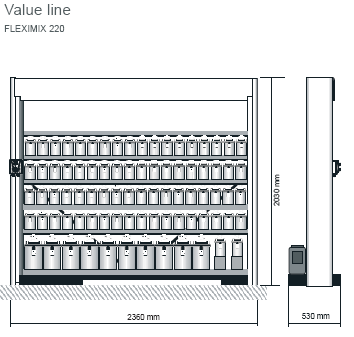 Value line
FLEXIMIX 220
2030 mm
2360 mm
530 mm